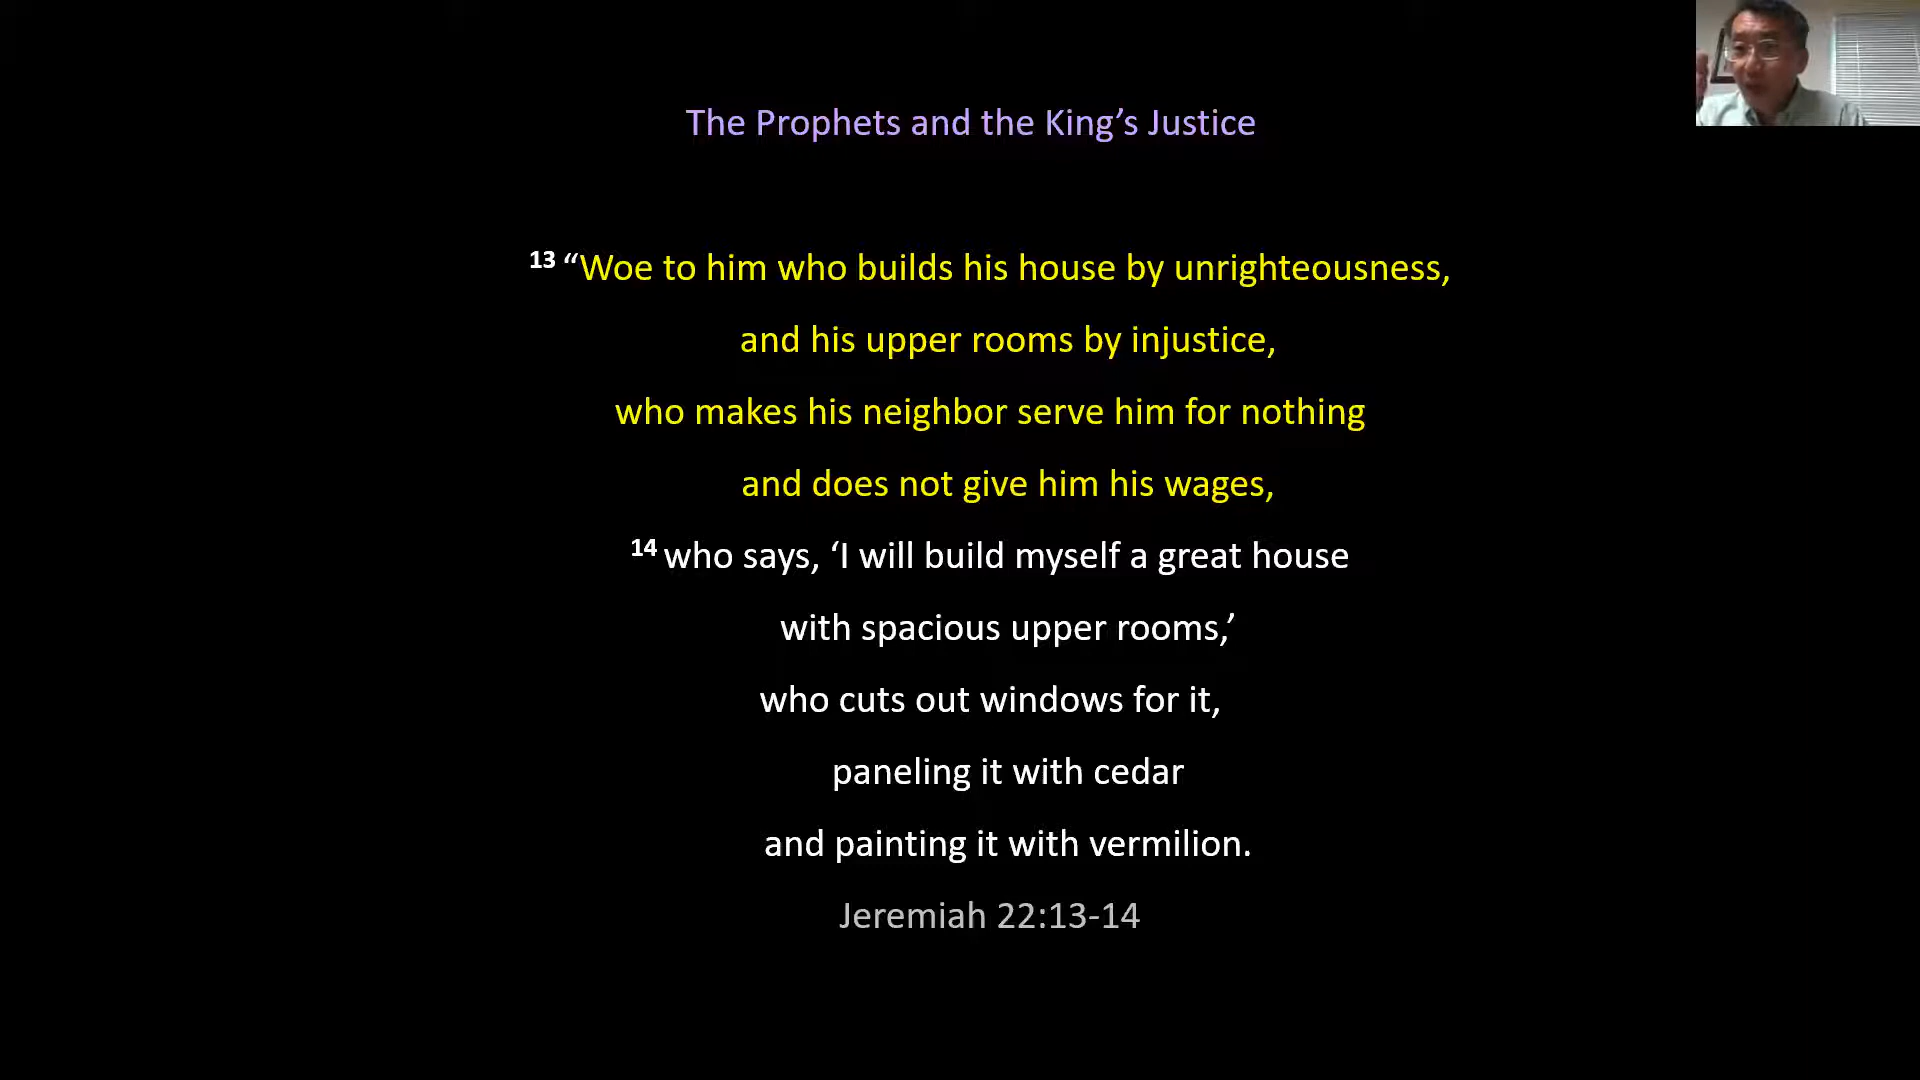 The Prophets and the King’s Justice
13 “Woe to him who builds his house by unrighteousness,
and his upper rooms by injustice,
who makes his neighbor serve him for nothing
and does not give him his wages,
14 who says, ‘I will build myself a great house
with spacious upper rooms,’
who cuts out windows for it,
paneling it with cedar
and painting it with vermilion.
Jeremiah 22:13-14